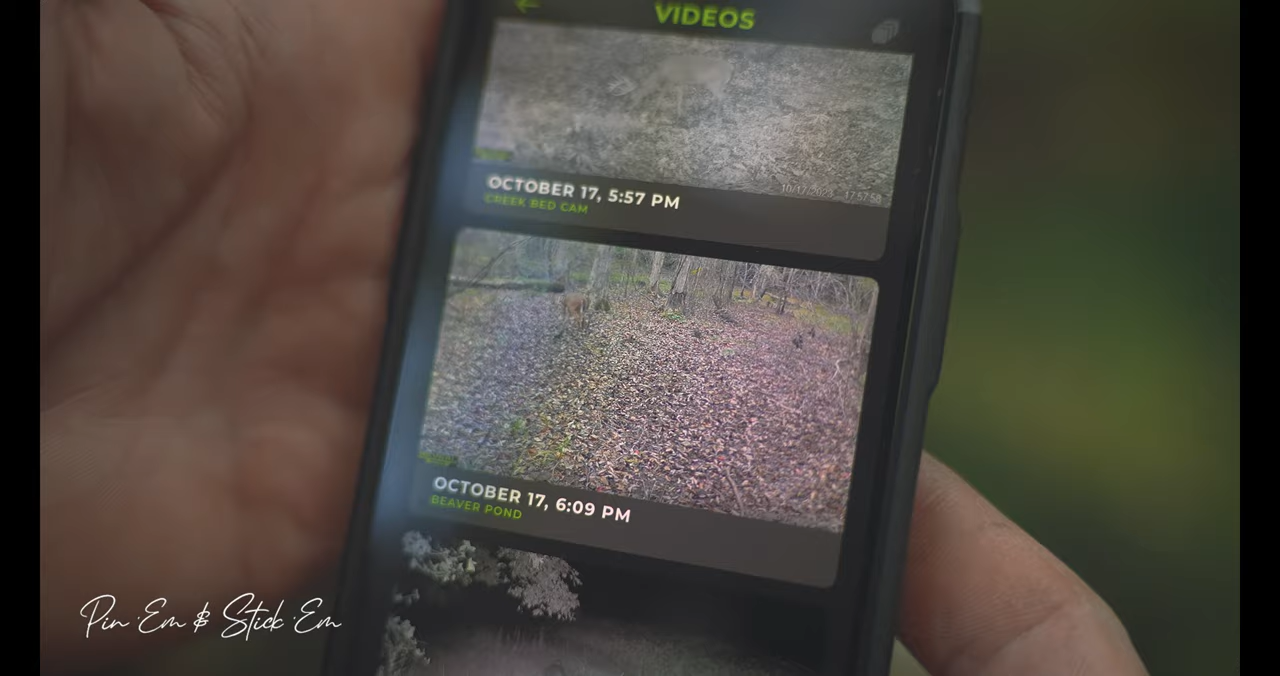 VIDEOS
OCTOBER 17, 5:57 PM
CREEK BED CAM
OCTOBER 17, 6:09 PM
BEAVER POND
Pin 'Em & Stick 'Em